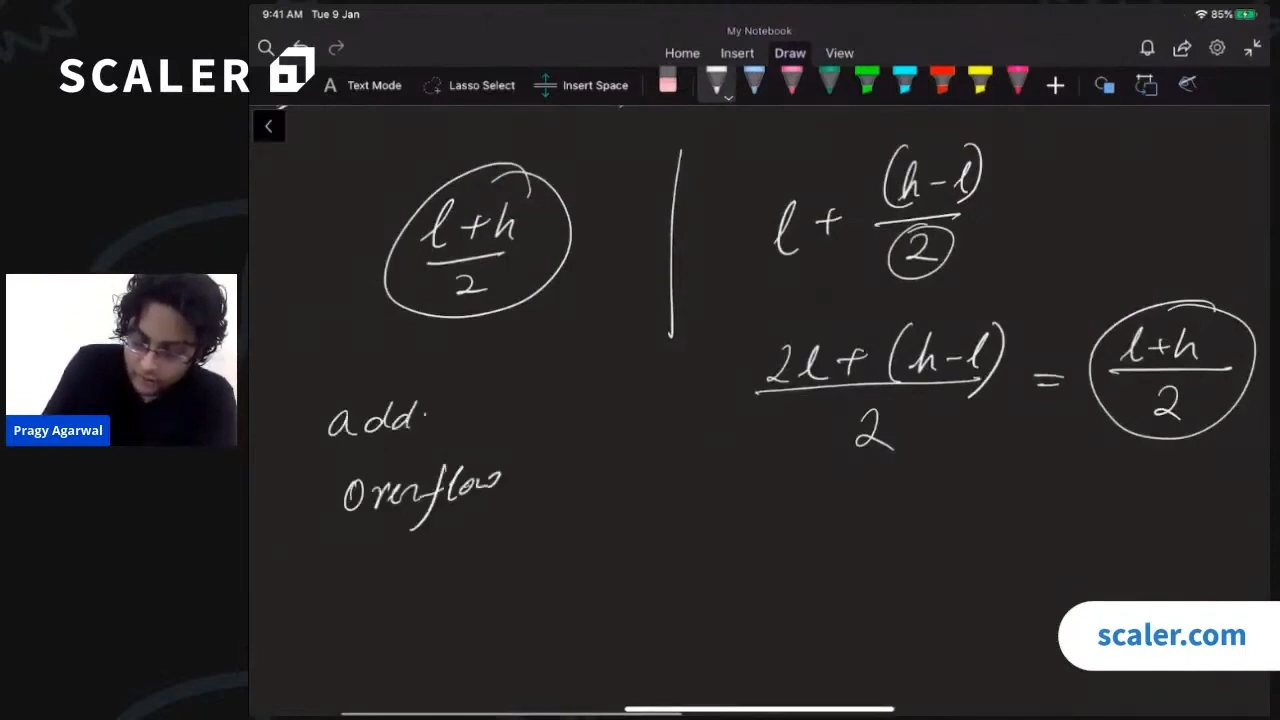 9:41 AM Tue 9 Jan
85%
My Notebook
Home Insert Draw View
SCALER
A Text Mode Lasso Select Insert Space
(l+h)/2
l + (h-l)/2
2l + (h-l) / 2 = (l+h)/2
add.
overflow
Pragy Agarwal
scaler.com